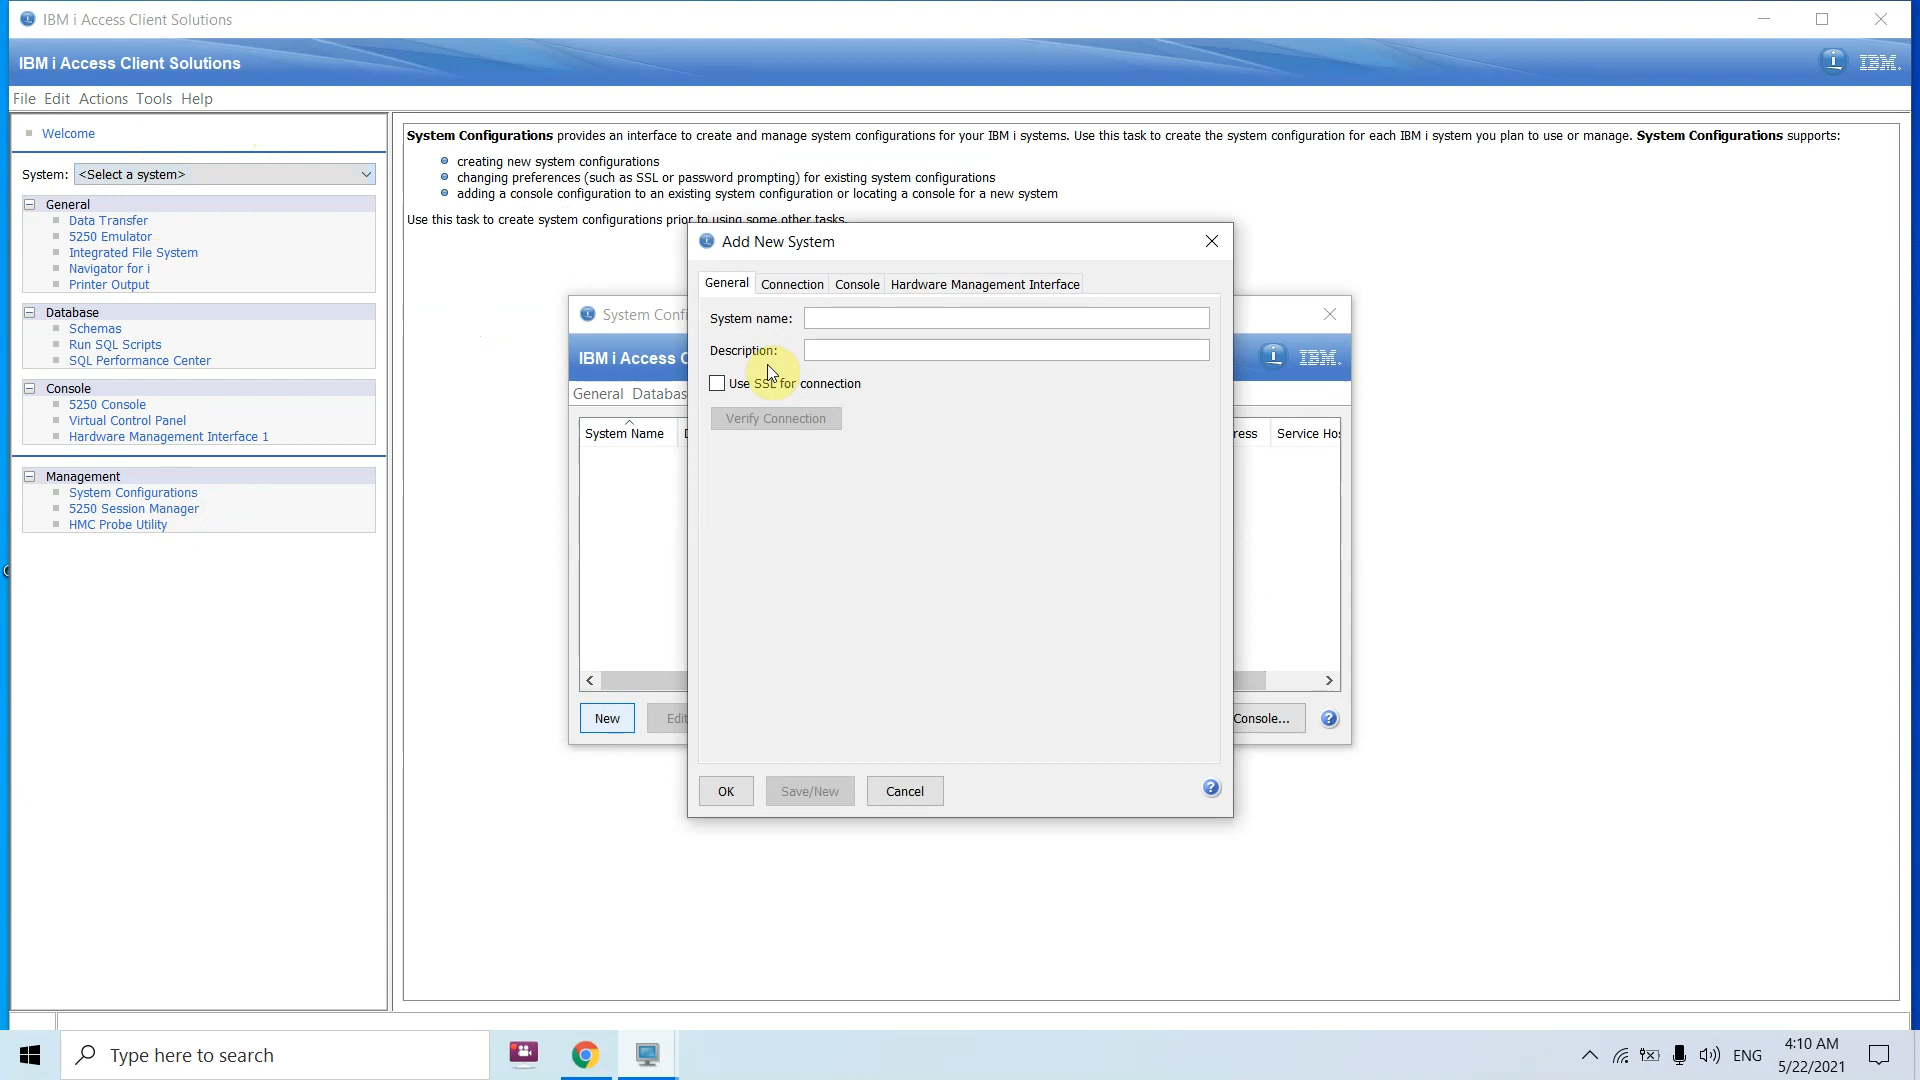 IBM i Access Client Solutions
IBM i Access Client Solutions
IBM.
File Edit Actions Tools Help
Welcome
System: <Select a system>
General
Data Transfer
5250 Emulator
Integrated File System
Navigator for i
Printer Output
Database
Schemas
Run SQL Scripts
SQL Performance Center
Console
5250 Console
Virtual Control Panel
Hardware Management Interface 1
Management
System Configurations
5250 Session Manager
HMC Probe Utility
System Configurations provides an interface to create and manage system configurations for your IBM i systems. Use this task to create the system configuration for each IBM i system you plan to use or manage. System Configurations supports:
creating new system configurations
changing preferences (such as SSL or password prompting) for existing system configurations
adding a console configuration to an existing system configuration or locating a console for a new system
Use this task to create system configurations prior to using some other tasks.
System Confi
IBM i Access C
IBM.
General Databas
System Name
ress Service Hos
New Edit
Console...
Add New System
General Connection Console Hardware Management Interface
System name:
Description:
Use SSL for connection
Verify Connection
OK Save/New Cancel
Type here to search
ENG
4:10 AM
5/22/2021